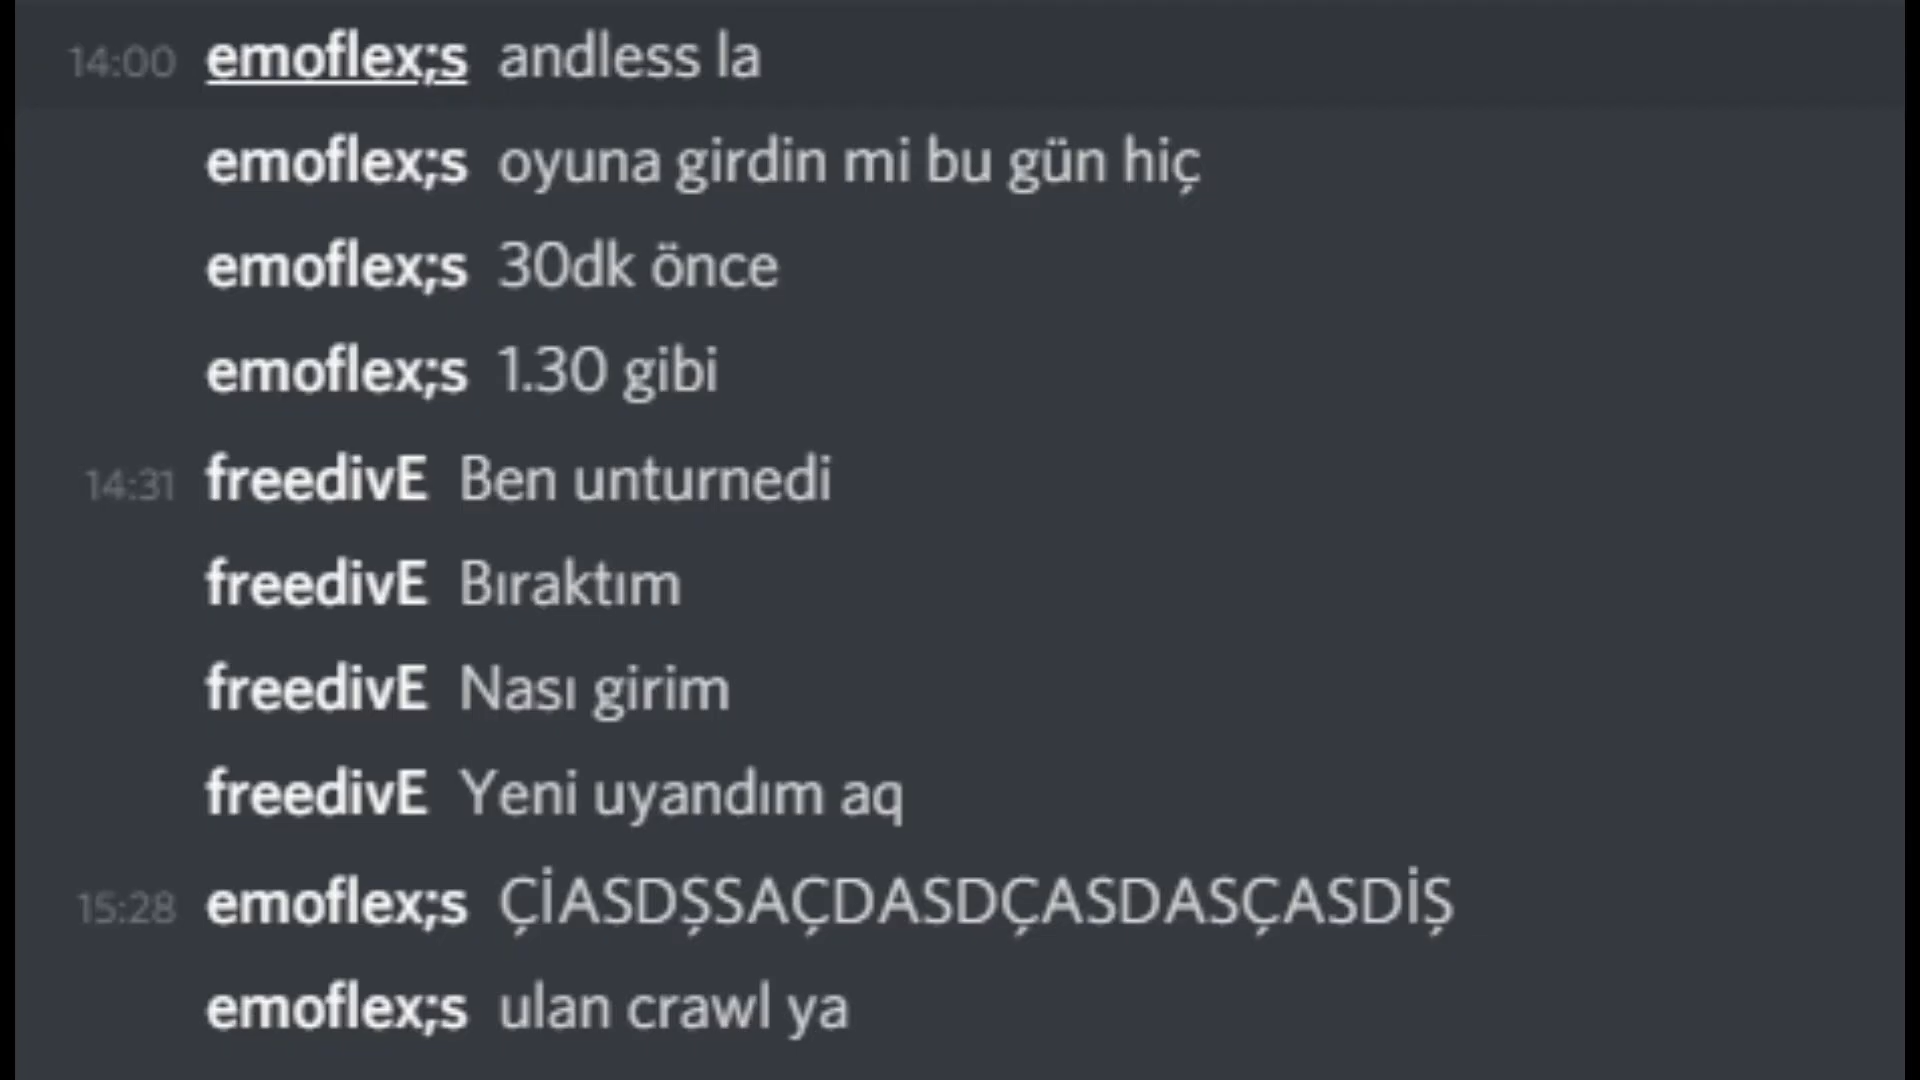 14:00 emoflex;s andless la
emoflex;s oyuna girdin mi bu gün hiç
emoflex;s 30dk önce
emoflex;s 1.30 gibi
14:31 freedivE Ben unturnedi
freedivE Bıraktım
freedivE Nası girim
freedivE Yeni uyandım aq
15:28 emoflex;s ÇİASDŞSAÇDASDÇASDASÇASDİŞ
emoflex;s ulan crawl ya